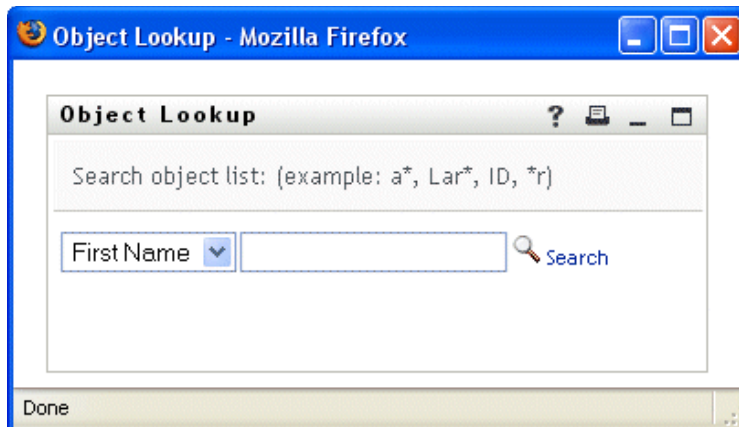 Object Lookup - Mozilla Firefox
Object Lookup ?
Search object list: (example: a*, Lar*, ID, *r)
First Name Search
Done